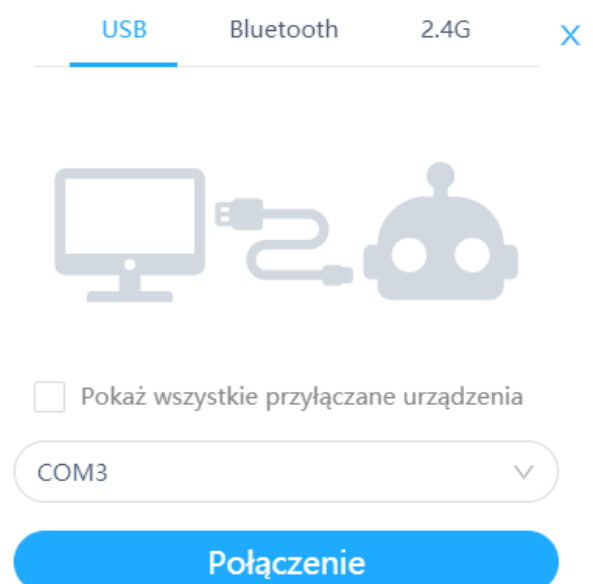 USB Bluetooth 2.4G X
Pokaż wszystkie przyłączane urządzenia
COM3
Połączenie